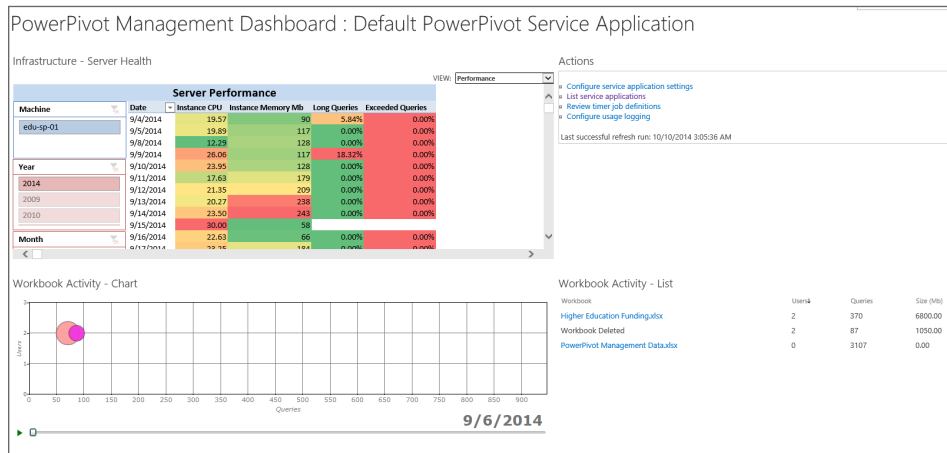 PowerPivot Management Dashboard : Default PowerPivot Service Application
Infrastructure - Server Health
VIEW: Performance
Server Performance
Machine
edu-sp-01
Year
2014
2009
2010
Month
Date Instance CPU Instance Memory Mb Long Queries Exceeded Queries
9/4/2014 19.57 90 5.84% 0.00%
9/5/2014 19.89 117 0.00% 0.00%
9/8/2014 12.29 128 0.00% 0.00%
9/9/2014 26.06 117 18.32% 0.00%
9/10/2014 23.95 128 0.00% 0.00%
9/11/2014 17.63 179 0.00% 0.00%
9/12/2014 21.35 209 0.00% 0.00%
9/13/2014 20.27 238 0.00% 0.00%
9/14/2014 23.50 243 0.00% 0.00%
9/15/2014 30.00 58
9/16/2014 22.63 66 0.00% 0.00%
9/17/2014 23.25 184 0.00% 0.00%
Actions
Configure service application settings
List service applications
Review timer job definitions
Configure usage logging
Last successful refresh run: 10/10/2014 3:05:36 AM
Workbook Activity - Chart
3
2
1
0
Users
0 50 100 150 200 250 300 350 400 450 500 550 600 650 700 750 800 850 900
Queries
9/6/2014
Workbook Activity - List
Workbook Users Queries Size (Mb)
Higher Education Funding.xlsx 2 370 6800.00
Workbook Deleted 2 87 1050.00
PowerPivot Management Data.xlsx 0 3107 0.00